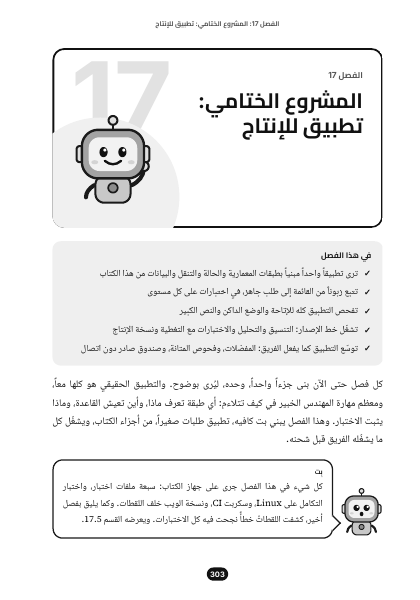 الفصل 17: المشروع الختامي: تطبيق للإنتاج
17
الفصل 17
المشروع الختامي:
تطبيق للإنتاج
في هذا الفصل
✓ ترى تطبيقاً واحداً مبنياً بطبقات المعمارية والحالة والتنقل والبيانات من هذا الكتاب
✓ تتبع زبوناً من القائمة إلى طلب جاهز، في اختبارات على كل مستوى
✓ تفحص التطبيق كله للإتاحة والوضع الداكن والنص الكبير
✓ تشغّل خط الإصدار: التنسيق والتحليل والاختبارات مع التغطية ونسخة الإنتاج
✓ توسّع التطبيق كما يفعل الفريق: المفضلات، وفحوص المتانة، وصندوق صادر دون اتصال
كل فصل حتى الآن بنى جزءاً واحداً، وحده، ليُرى بوضوح. والتطبيق الحقيقي هو كلها معاً،
ومعظم مهارة المهندس الخبير في كيف تتلاءم: أي طبقة تعرف ماذا، وأين تعيش القاعدة، وماذا
يثبت الاختبار. وهذا الفصل يبني بت كافيه، تطبيق طلبات صغيراً، من أجزاء الكتاب، ويشغّل كل
ما يشغّله الفريق قبل شحنه.
بت
كل شيء في هذا الفصل جرى على جهاز الكتاب: سبعة ملفات اختبار، واختبار
التكامل على Linux، وسكربت CI، ونسخة الويب خلف اللقطات. وكما يليق بفصل
أخير، كشفت اللقطاتُ خطأً نجحت فيه كل الاختبارات. ويعرضه القسم 17.5.
303